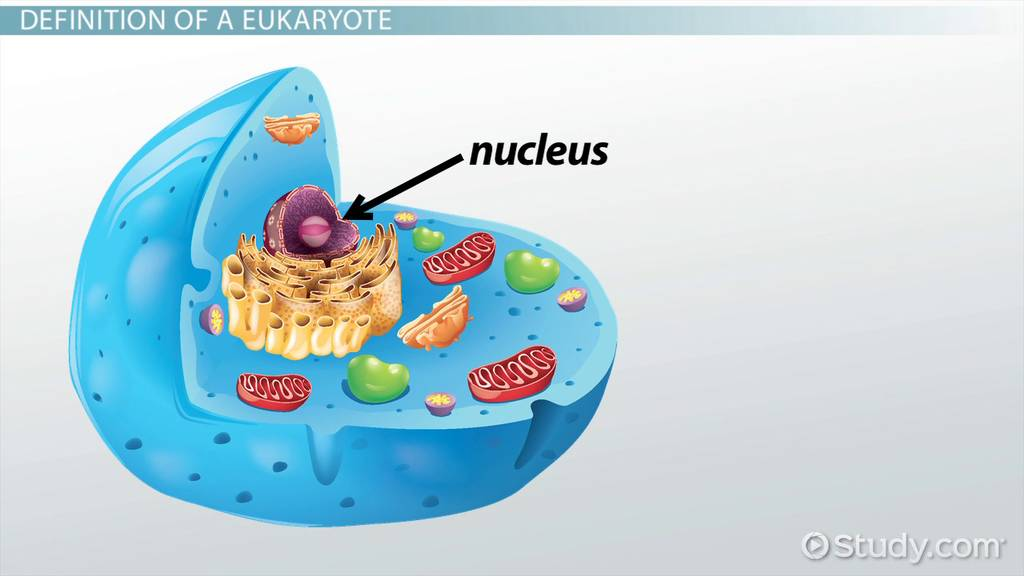 DEFINITION OF A EUKARYOTE
nucleus
Study.com